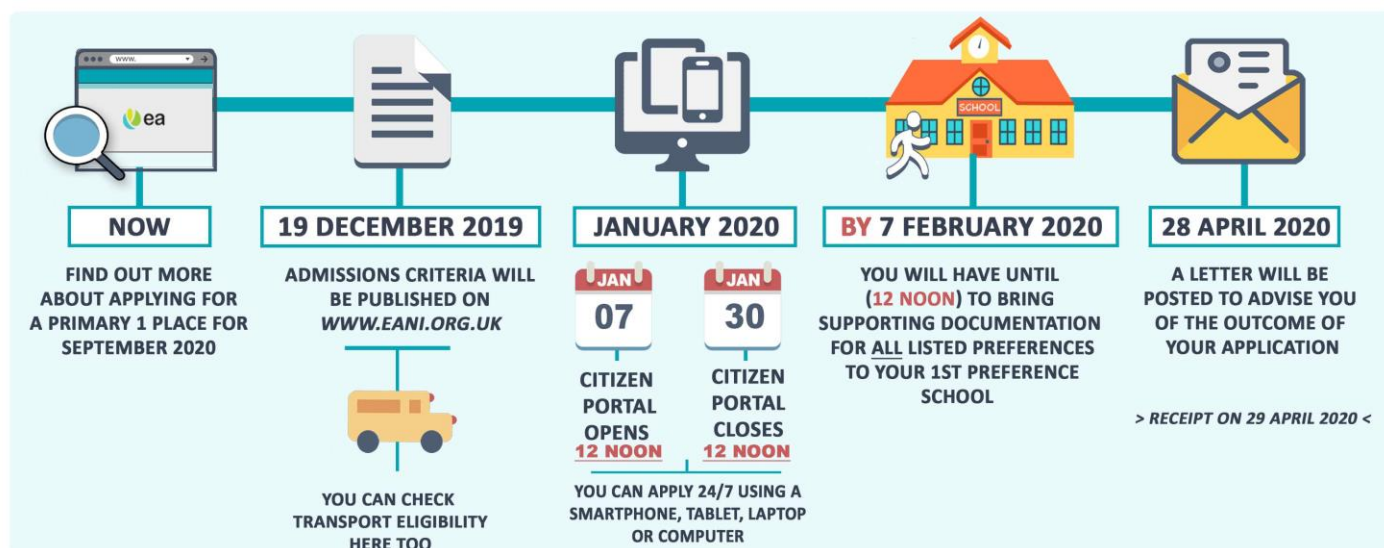 www.
ea
SCHOOL
NOW
FIND OUT MORE
ABOUT APPLYING FOR
A PRIMARY 1 PLACE FOR
SEPTEMBER 2020
19 DECEMBER 2019
ADMISSIONS CRITERIA WILL
BE PUBLISHED ON
WWW.EANI.ORG.UK
YOU CAN CHECK
TRANSPORT ELIGIBILITY
HERE TOO
JANUARY 2020
JAN
07
CITIZEN
PORTAL
OPENS
12 NOON
JAN
30
CITIZEN
PORTAL
CLOSES
12 NOON
YOU CAN APPLY 24/7 USING A
SMARTPHONE, TABLET, LAPTOP
OR COMPUTER
BY 7 FEBRUARY 2020
YOU WILL HAVE UNTIL
(12 NOON) TO BRING
SUPPORTING DOCUMENTATION
FOR ALL LISTED PREFERENCES
TO YOUR 1ST PREFERENCE
SCHOOL
28 APRIL 2020
A LETTER WILL BE
POSTED TO ADVISE YOU
OF THE OUTCOME OF
YOUR APPLICATION
> RECEIPT ON 29 APRIL 2020 <